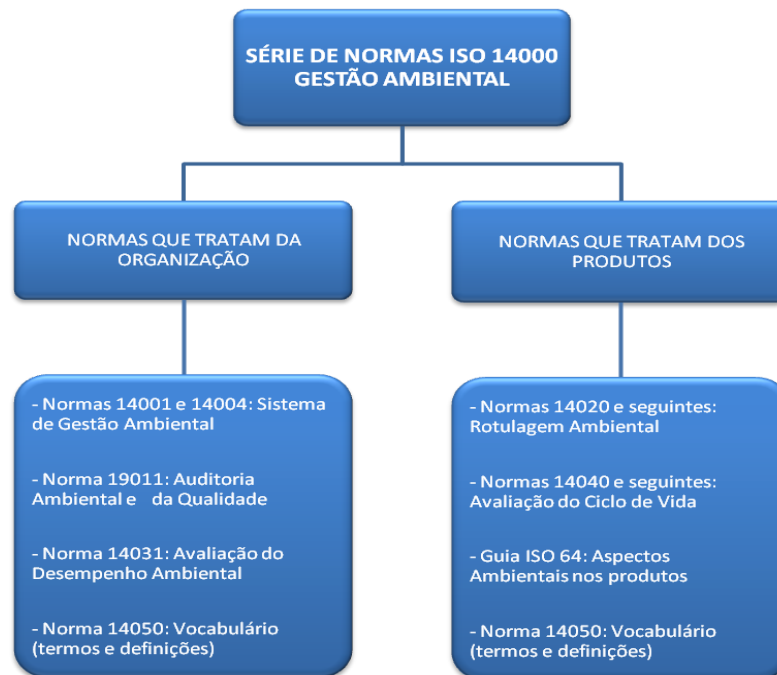 SÉRIE DE NORMAS ISO 14000
GESTÃO AMBIENTAL
NORMAS QUE TRATAM DA
ORGANIZAÇÃO
NORMAS QUE TRATAM DOS
PRODUTOS
- Normas 14001 e 14004: Sistema
de Gestão Ambiental
- Norma 19011: Auditoria
Ambiental e da Qualidade
- Norma 14031: Avaliação do
Desempenho Ambiental
- Norma 14050: Vocabulário
(termos e definições)
- Normas 14020 e seguintes:
Rotulagem Ambiental
- Normas 14040 e seguintes:
Avaliação do Ciclo de Vida
- Guia ISO 64: Aspectos
Ambientais nos produtos
- Norma 14050: Vocabulário
(termos e definições)